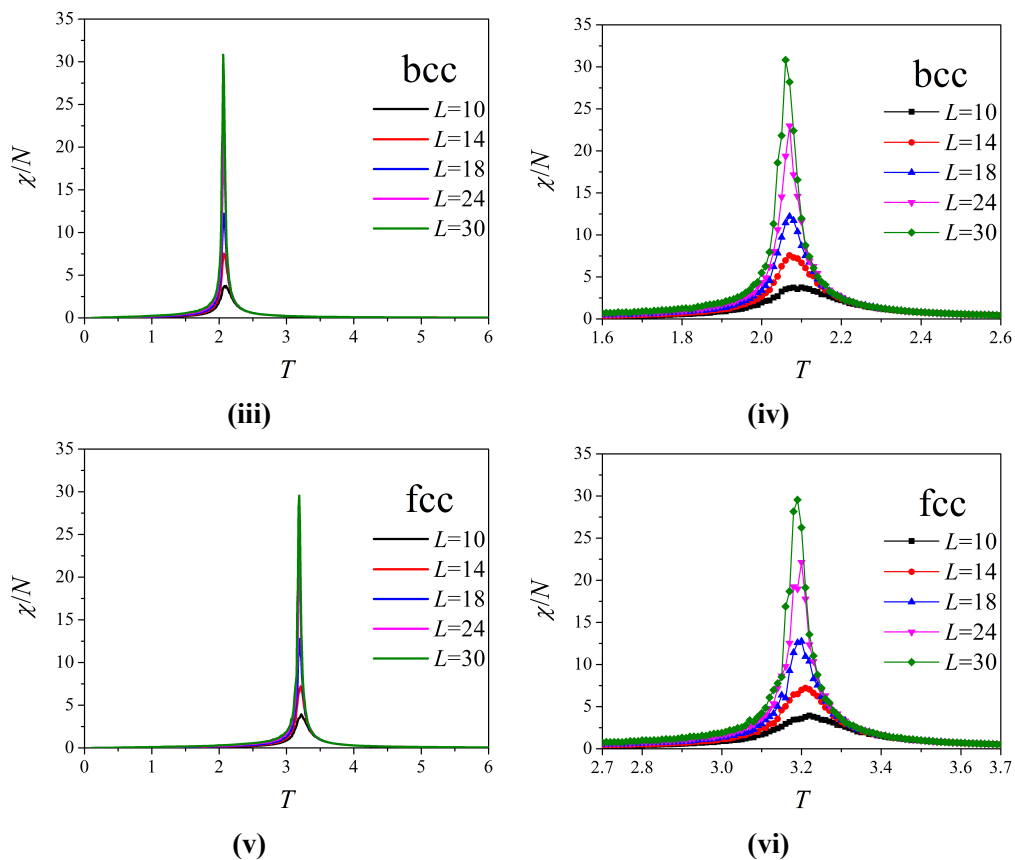 35
30
25
20
15
10
5
0
χ/N
bcc
L=10
L=14
L=18
L=24
L=30
0 1 2 3 4 5 6
T
(iii)
35
30
25
20
15
10
5
0
χ/N
bcc
L=10
L=14
L=18
L=24
L=30
1.6 1.8 2.0 2.2 2.4 2.6
T
(iv)
35
30
25
20
15
10
5
0
χ/N
fcc
L=10
L=14
L=18
L=24
L=30
0 1 2 3 4 5 6
T
(v)
35
30
25
20
15
10
5
0
χ/N
fcc
L=10
L=14
L=18
L=24
L=30
2.7 2.8 3.0 3.2 3.4 3.6 3.7
T
(vi)